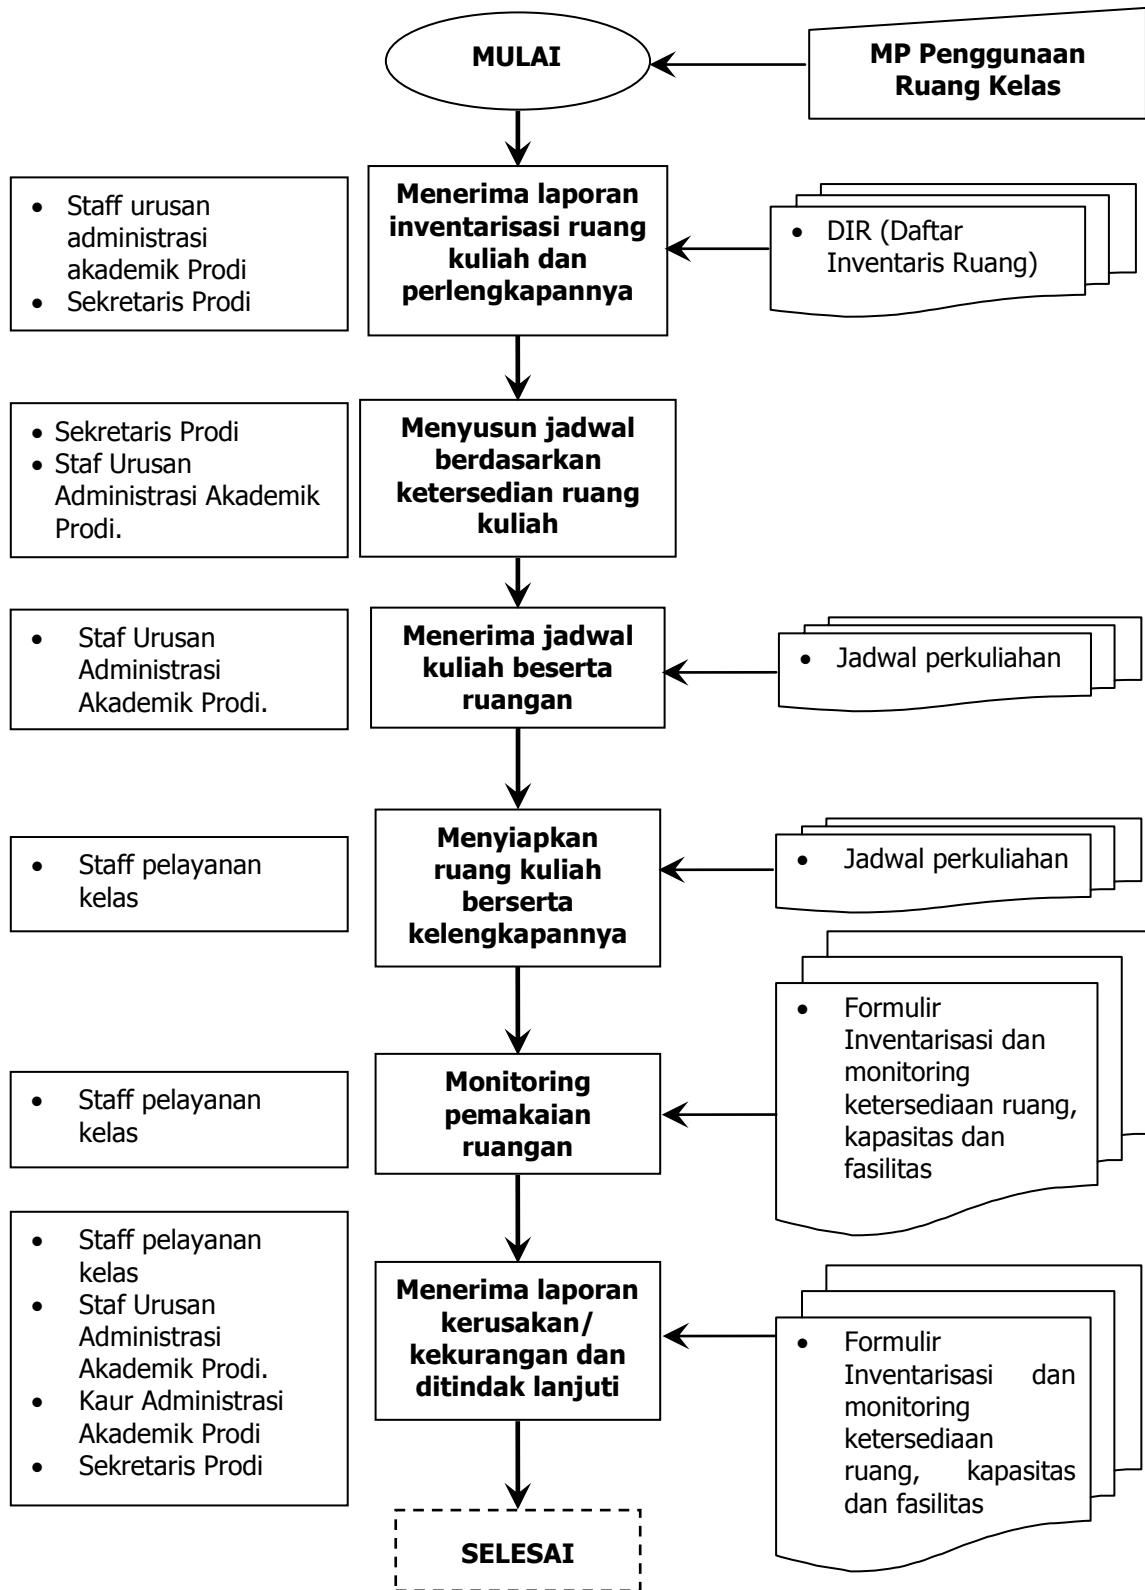 MULAI
MP Penggunaan
Ruang Kelas
• Staff urusan
administrasi
akademik Prodi
• Sekretaris Prodi
Menerima laporan
inventarisasi ruang
kuliah dan
perlengkapannya
• DIR (Daftar
Inventaris Ruang)
• Sekretaris Prodi
• Staf Urusan
Administrasi Akademik
Prodi.
Menyusun jadwal
berdasarkan
ketersedian ruang
kuliah
• Staf Urusan
Administrasi
Akademik Prodi.
Menerima jadwal
kuliah beserta
ruangan
• Jadwal perkuliahan
• Staff pelayanan
kelas
Menyiapkan
ruang kuliah
berserta
kelengkapannya
• Jadwal perkuliahan
• Staff pelayanan
kelas
Monitoring
pemakaian
ruangan
• Formulir
Inventarisasi dan
monitoring
ketersediaan ruang,
kapasitas dan
fasilitas
• Staff pelayanan
kelas
• Staf Urusan
Administrasi
Akademik Prodi.
• Kaur Administrasi
Akademik Prodi
• Sekretaris Prodi
Menerima laporan
kerusakan/
kekurangan dan
ditindak lanjuti
• Formulir
Inventarisasi dan
monitoring
ketersediaan
ruang, kapasitas
dan fasilitas
SELESAI